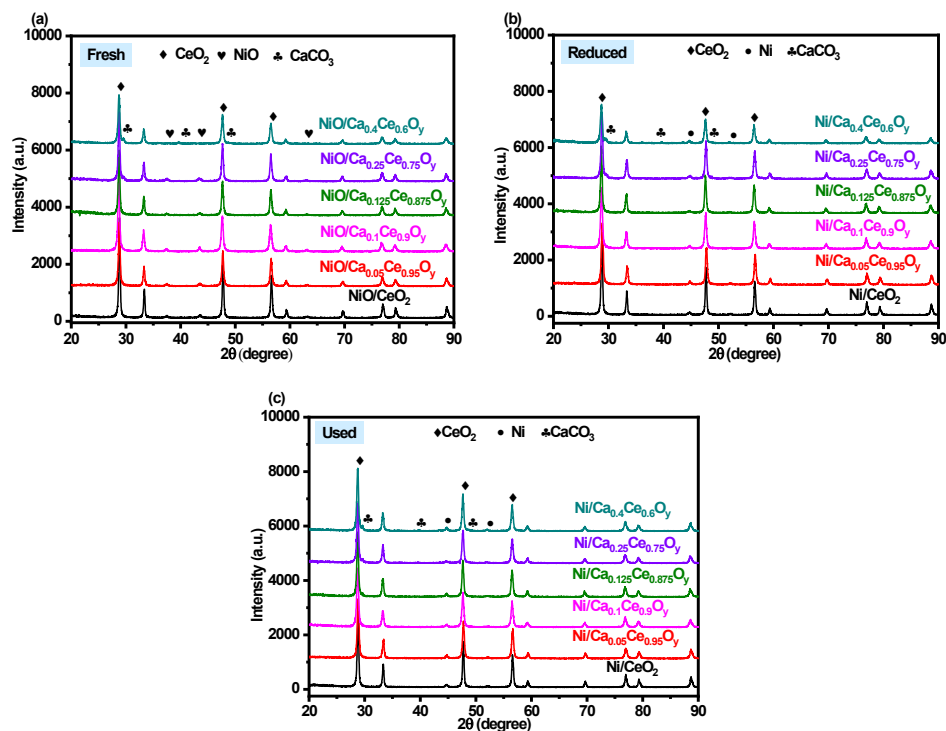 (a)
Fresh
♦ CeO₂ ♥ NiO ♣ CaCO₃
10000
8000
6000
4000
2000
0
Intensity (a.u.)
NiO/Ca₀.₄Ce₀.₆Oy
NiO/Ca₀.₂₅Ce₀.₇₅Oy
NiO/Ca₀.₁₂₅Ce₀.₈₇₅Oy
NiO/Ca₀.₁Ce₀.₉Oy
NiO/Ca₀.₀₅Ce₀.₉₅Oy
NiO/CeO₂
20 30 40 50 60 70 80 90
2θ (degree)
(b)
Reduced
♦CeO₂ ● Ni ♣CaCO₃
10000
8000
6000
4000
2000
0
Intensity (a.u.)
Ni/Ca₀.₄Ce₀.₆Oy
Ni/Ca₀.₂₅Ce₀.₇₅Oy
Ni/Ca₀.₁₂₅Ce₀.₈₇₅Oy
Ni/Ca₀.₁Ce₀.₉Oy
Ni/Ca₀.₀₅Ce₀.₉₅Oy
Ni/CeO₂
20 30 40 50 60 70 80 90
2θ (degree)
(c)
Used
♦CeO₂ ● Ni ♣CaCO₃
10000
8000
6000
4000
2000
0
Intensity (a.u.)
Ni/Ca₀.₄Ce₀.₆Oy
Ni/Ca₀.₂₅Ce₀.₇₅Oy
Ni/Ca₀.₁₂₅Ce₀.₈₇₅Oy
Ni/Ca₀.₁Ce₀.₉Oy
Ni/Ca₀.₀₅Ce₀.₉₅Oy
Ni/CeO₂
20 30 40 50 60 70 80 90
2θ (degree)